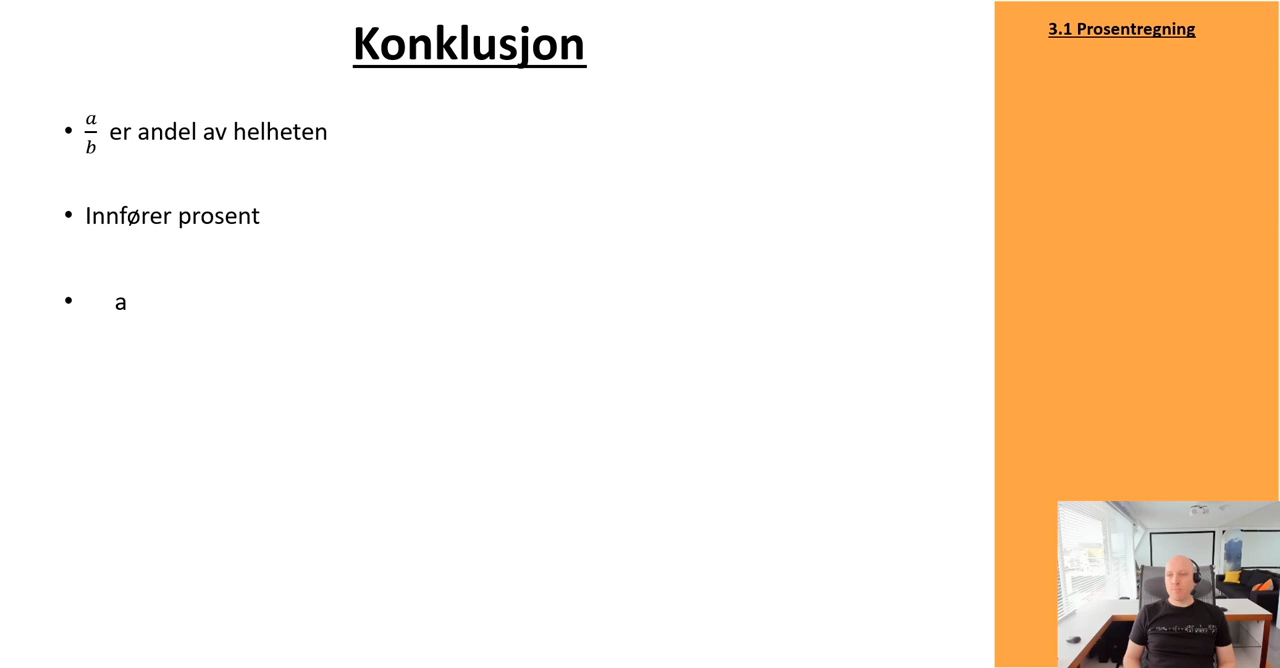 Konklusjon
3.1 Prosentregning
• a/b er andel av helheten
• Innfører prosent
• a